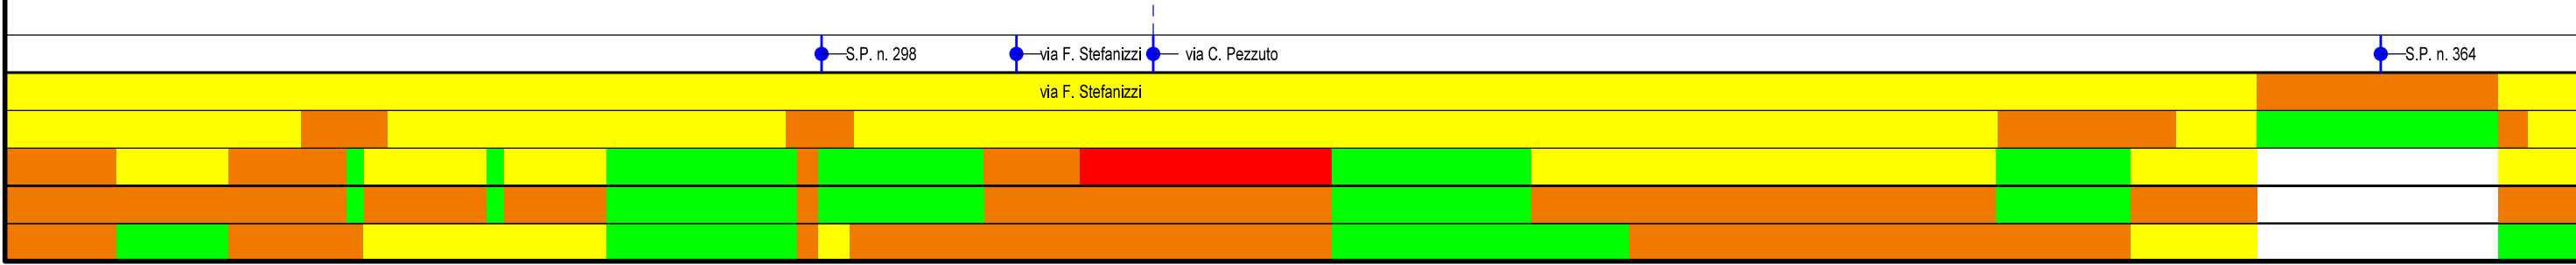 S.P. n. 298 via F. Stefanizzi via C. Pezzuto S.P. n. 364
via F. Stefanizzi